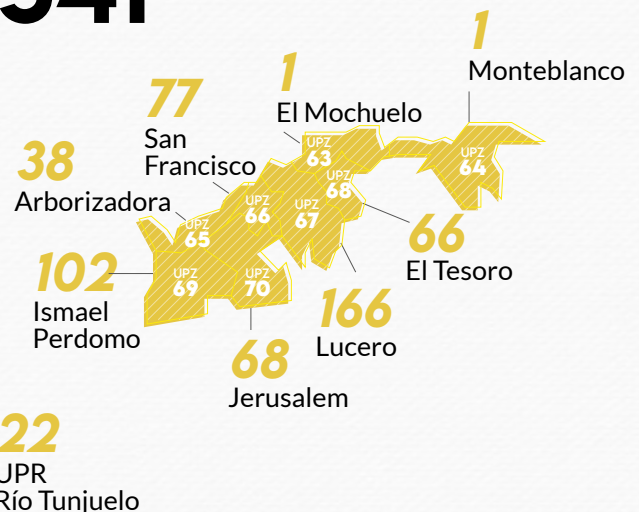 1
Monteblanco
1
El Mochuelo
77
San
Francisco
38
Arborizadora
UPZ
63
UPZ
64
UPZ
68
UPZ
66
UPZ
67
UPZ
65
66
El Tesoro
102
Ismael
Perdomo
UPZ
69
UPZ
70
166
Lucero
68
Jerusalem
22
UPR
Río Tunjuelo